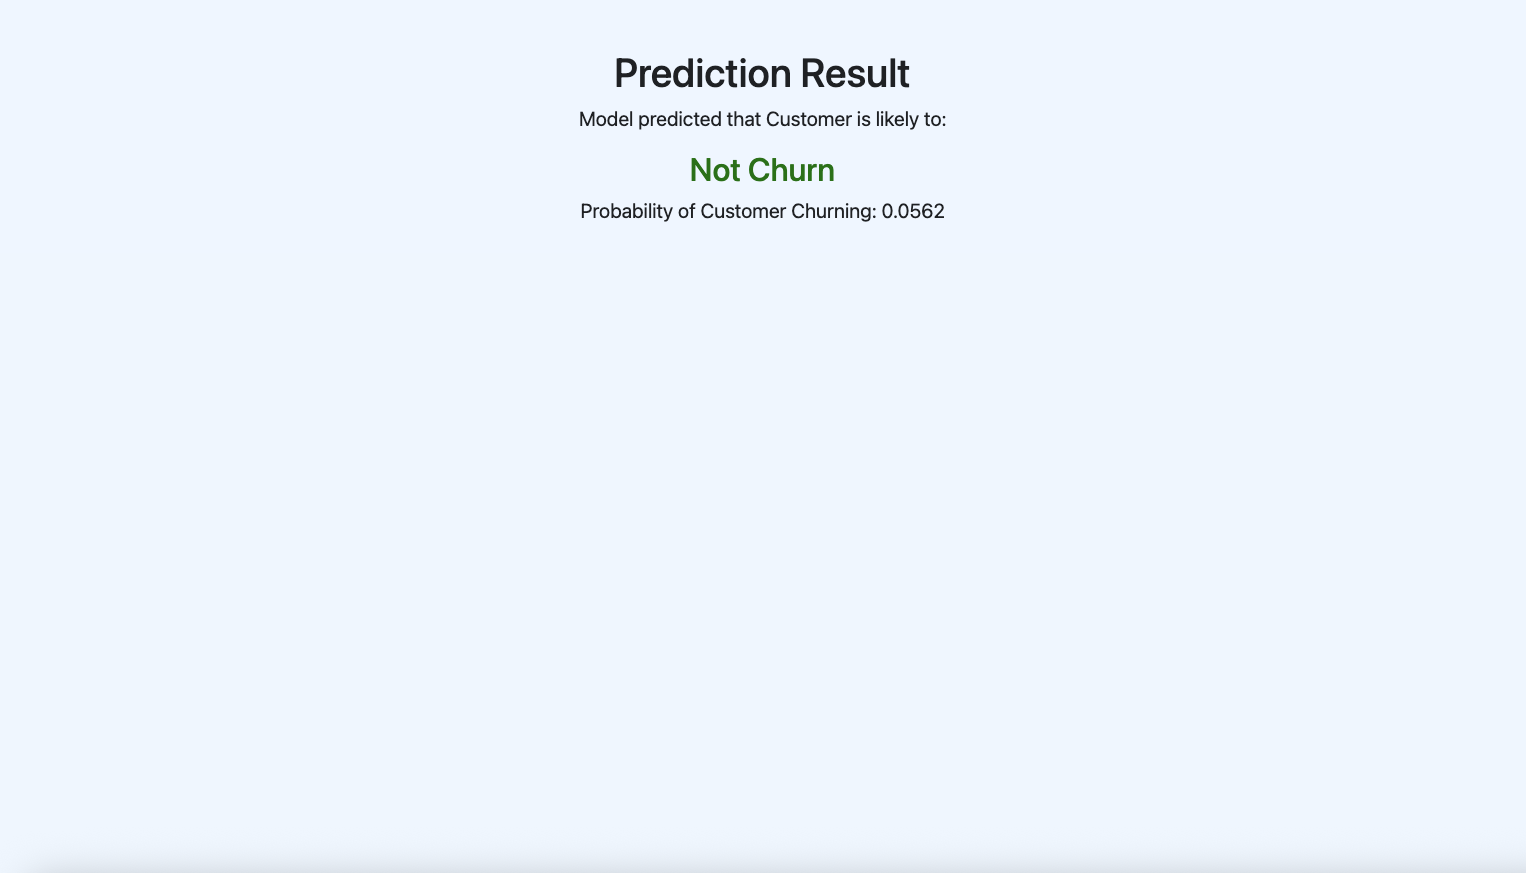 Prediction Result
Model predicted that Customer is likely to:
Not Churn
Probability of Customer Churning: 0.0562